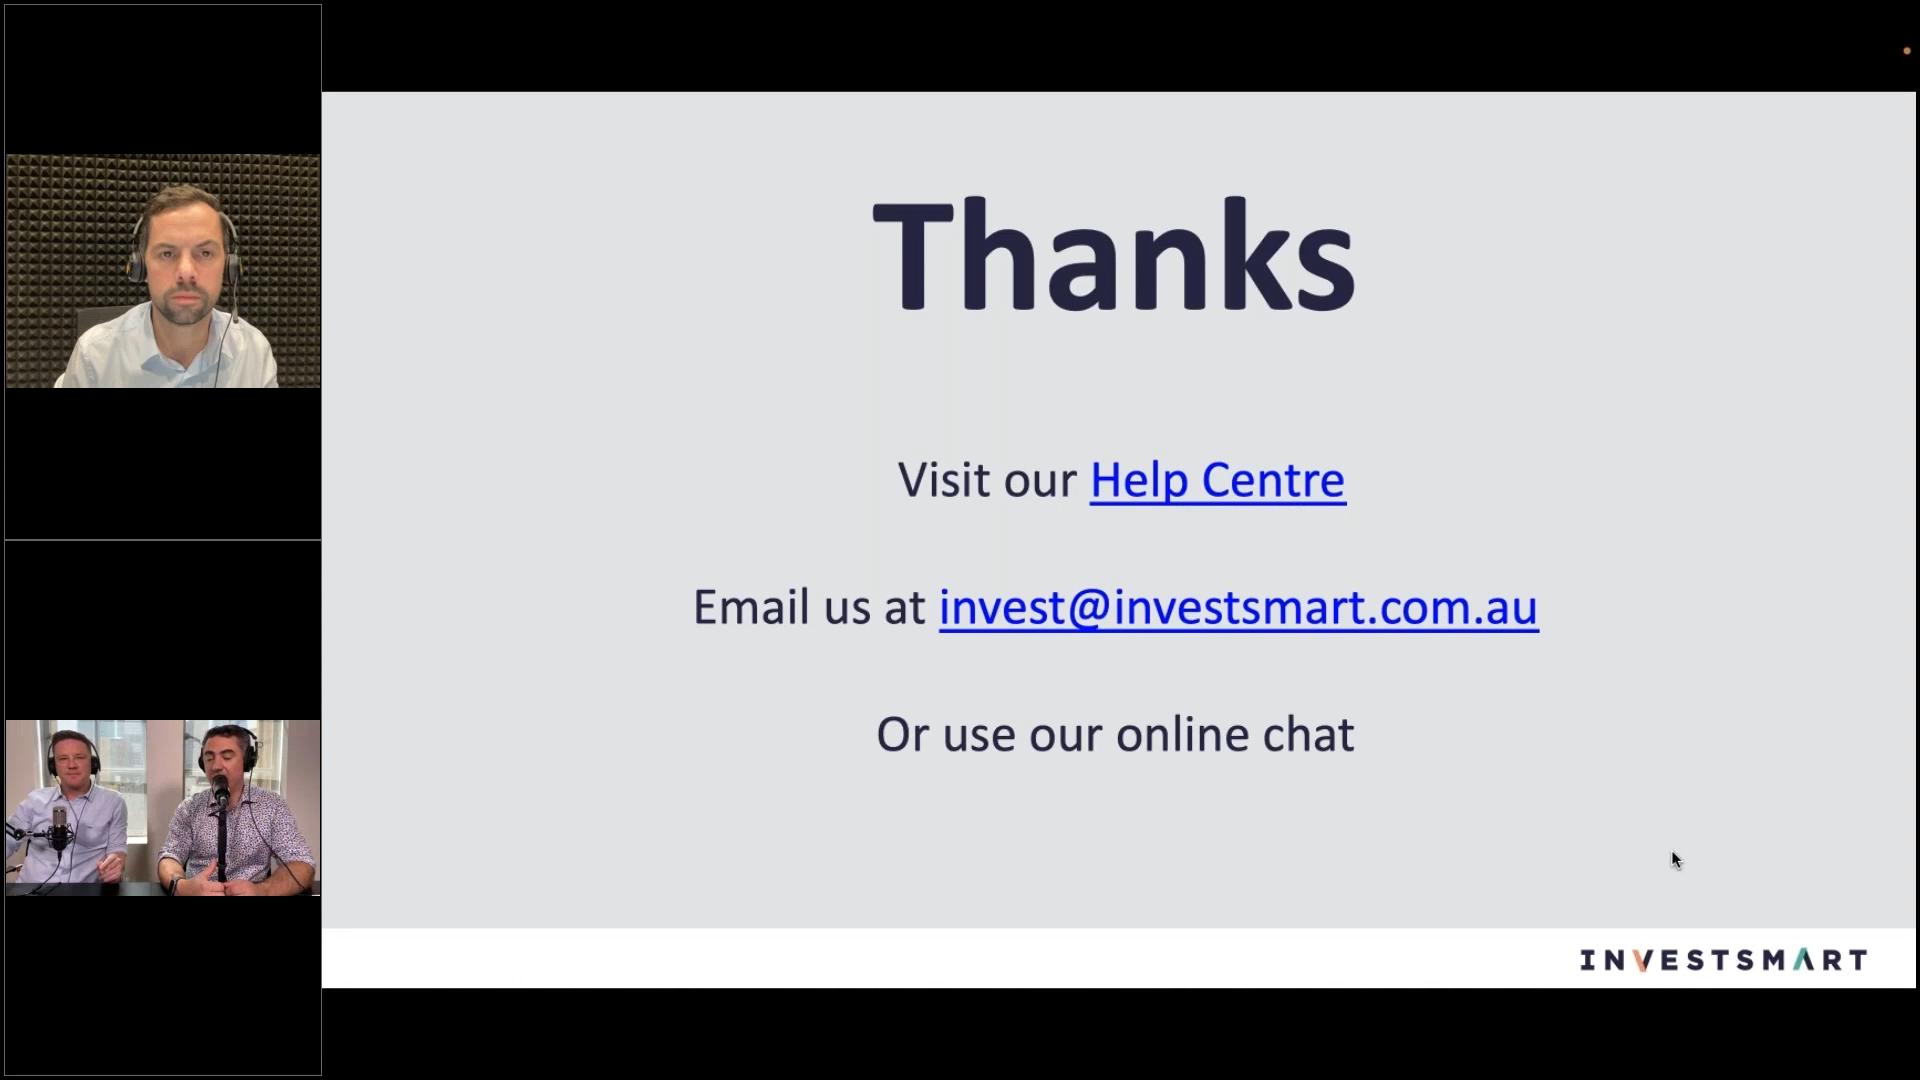 Thanks
Visit our Help Centre
Email us at invest@investsmart.com.au
Or use our online chat
INVESTSMART